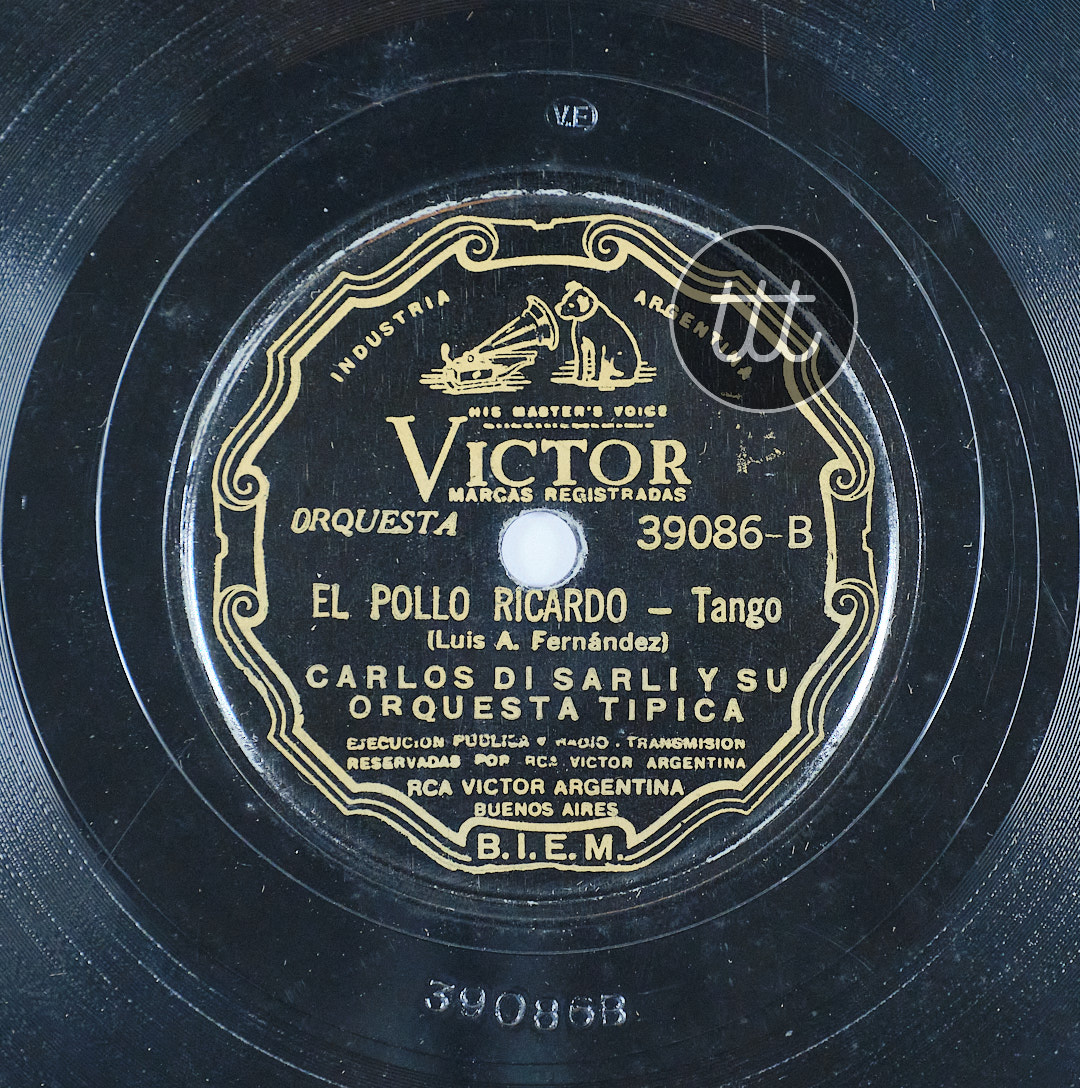 VE
INDUSTRIA ARGENTINA
ttt
HIS MASTER'S VOICE
VICTOR
MARCAS REGISTRADAS
ORQUESTA
39086-B
EL POLLO RICARDO — Tango
(Luis A. Fernández)
CARLOS DI SARLI Y SU
ORQUESTA TIPICA
EJECUCION PUBLICA Y RADIO . TRANSMISION
RESERVADAS POR RCA VICTOR ARGENTINA
RCA VICTOR ARGENTINA
BUENOS AIRES
B.I.E.M.
39086B